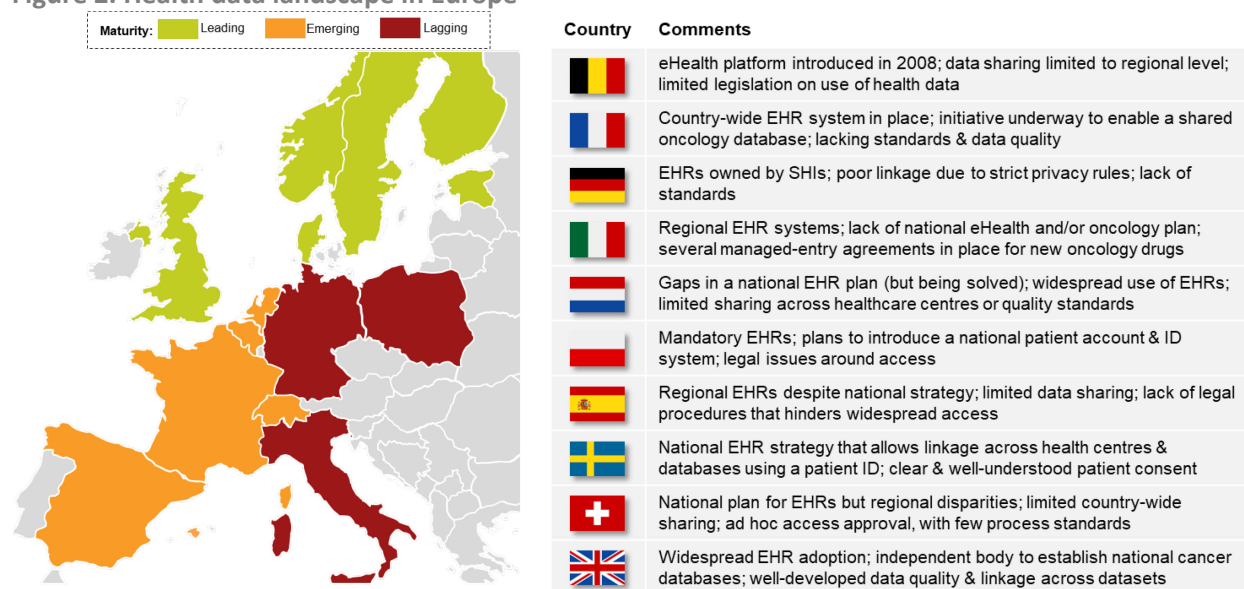 Figure 2: Health data landscape in Europe
Maturity: Leading Emerging Lagging
Country Comments
eHealth platform introduced in 2008; data sharing limited to regional level;
limited legislation on use of health data
Country-wide EHR system in place; initiative underway to enable a shared
oncology database; lacking standards & data quality
EHRs owned by SHIs; poor linkage due to strict privacy rules; lack of
standards
Regional EHR systems; lack of national eHealth and/or oncology plan;
several managed-entry agreements in place for new oncology drugs
Gaps in a national EHR plan (but being solved); widespread use of EHRs;
limited sharing across healthcare centres or quality standards
Mandatory EHRs; plans to introduce a national patient account & ID
system; legal issues around access
Regional EHRs despite national strategy; limited data sharing; lack of legal
procedures that hinders widespread access
National EHR strategy that allows linkage across health centres &
databases using a patient ID; clear & well-understood patient consent
National plan for EHRs but regional disparities; limited country-wide
sharing; ad hoc access approval, with few process standards
Widespread EHR adoption; independent body to establish national cancer
databases; well-developed data quality & linkage across datasets